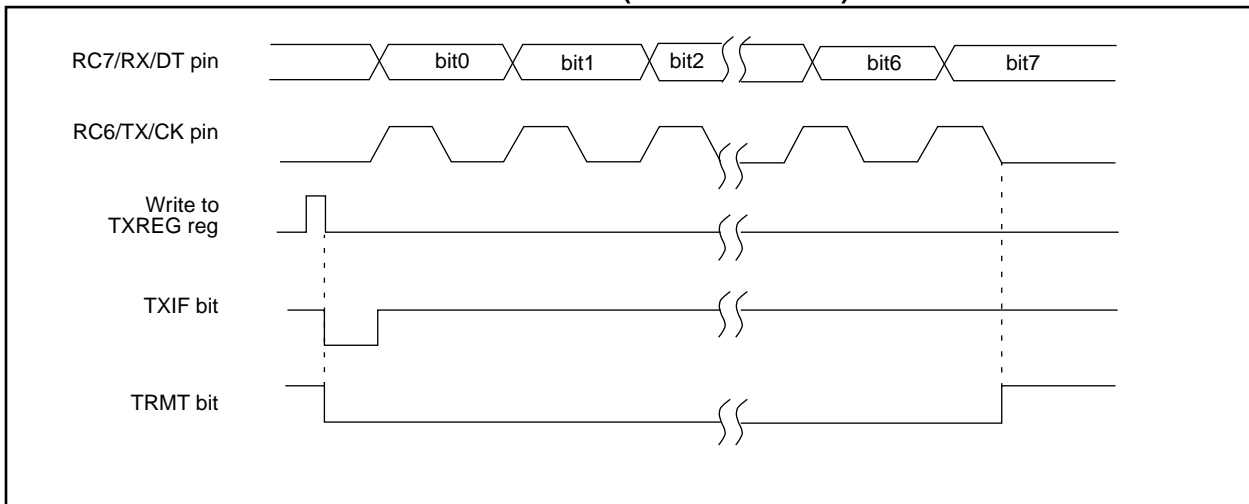 RC7/RX/DT pin
bit0
bit1
bit2
bit6
bit7
RC6/TX/CK pin
Write to
TXREG reg
TXIF bit
TRMT bit